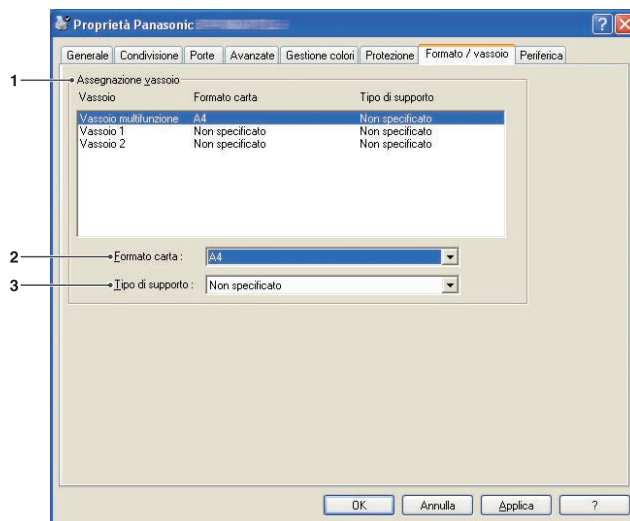 Proprietà Panasonic
Generale Condivisione Porte Avanzate Gestione colori Protezione Formato / vassoio Periferica
1 Assegnazione vassoio
Vassoio Formato carta Tipo di supporto
Vassoio multifunzione A4 Non specificato
Vassoio 1 Non specificato Non specificato
Vassoio 2 Non specificato Non specificato
2 Formato carta : A4
3 Tipo di supporto : Non specificato
OK Annulla Applica ?